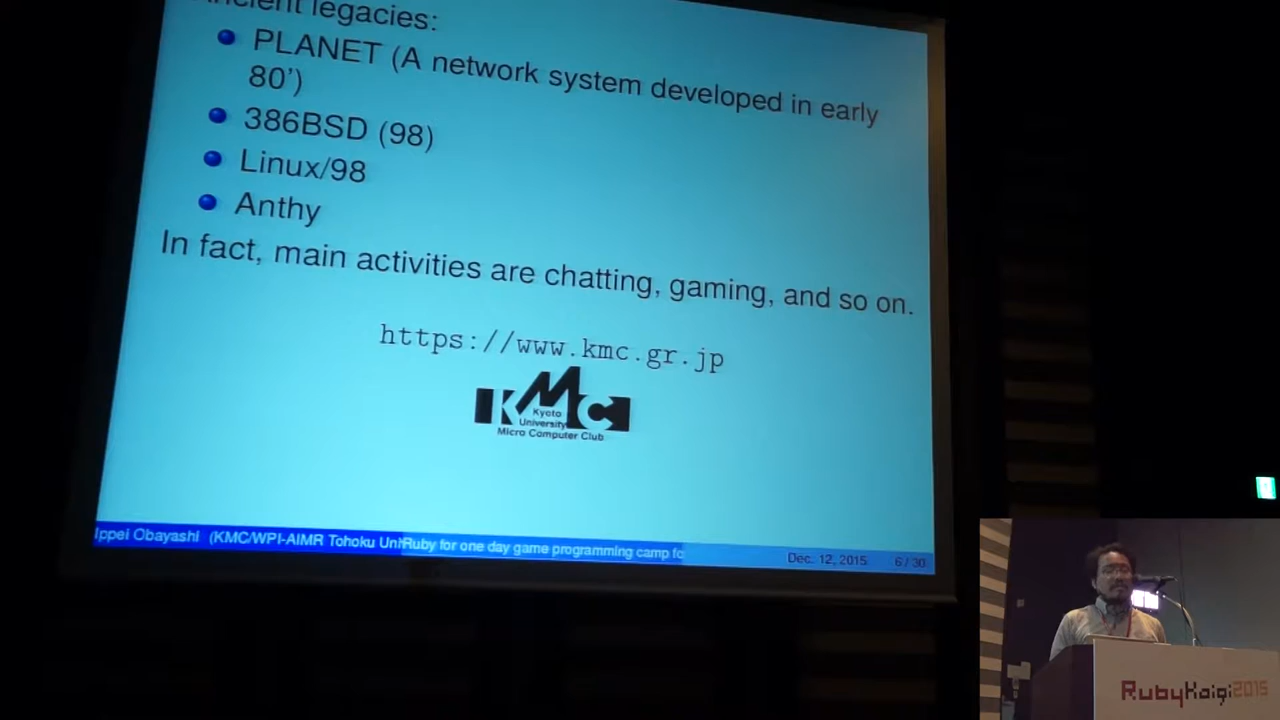 Ancient legacies:
PLANET (A network system developed in early
80')
386BSD (98)
Linux/98
Anthy
In fact, main activities are chatting, gaming, and so on.
https://www.kmc.gr.jp
KMC
Kyoto
University
Micro Computer Club
Ippei Obayashi (KMC/WPI-AIMR Tohoku Uni
Ruby for one day game programming camp fo
Dec. 12, 2015
6 / 30
RubyKaigi2015